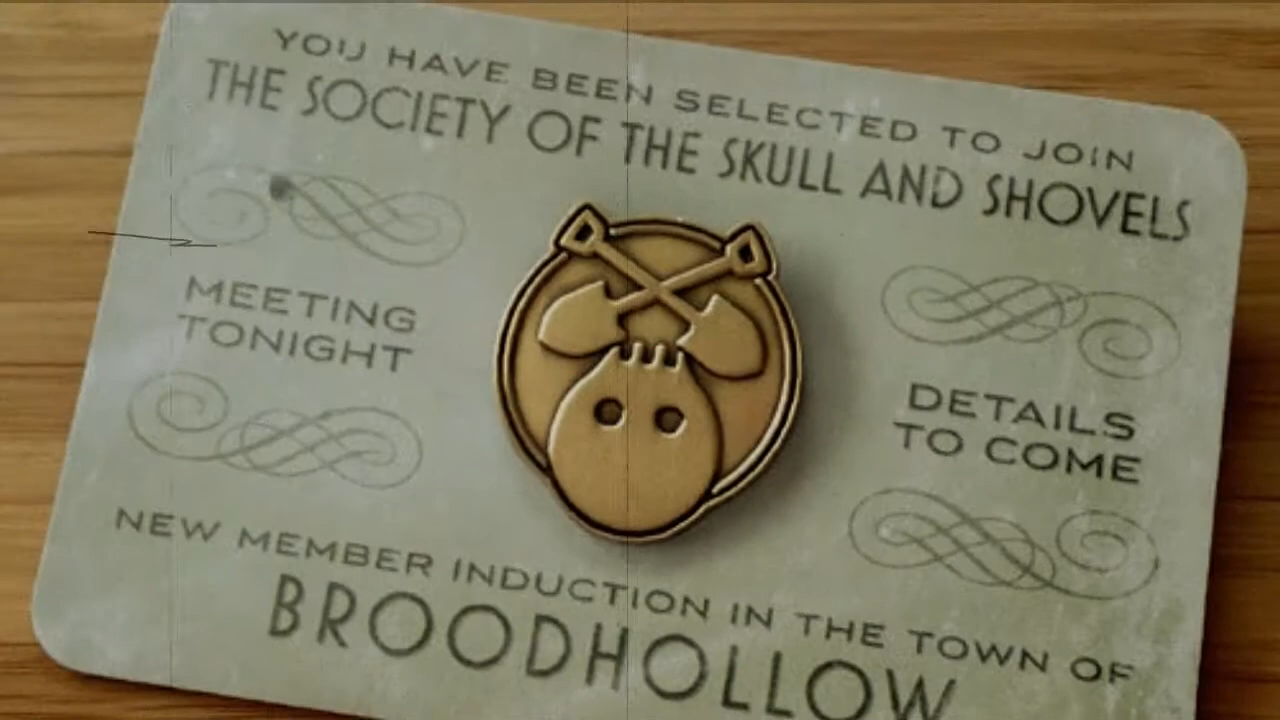 YOU HAVE BEEN SELECTED TO JOIN
THE SOCIETY OF THE SKULL AND SHOVELS
MEETING
TONIGHT
DETAILS
TO COME
NEW MEMBER INDUCTION IN THE TOWN OF
BROODHOLLOW